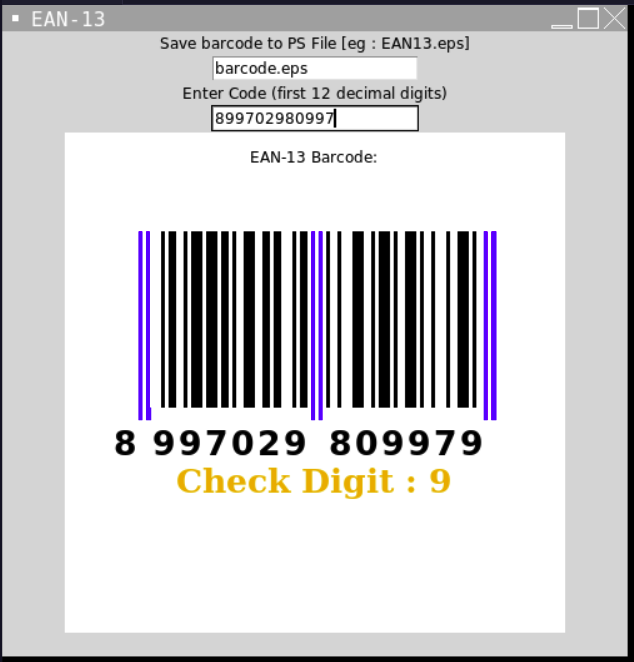 EAN-13
Save barcode to PS File [eg : EAN13.eps]
barcode.eps
Enter Code (first 12 decimal digits)
899702980997
EAN-13 Barcode:
8 997029 809979
Check Digit : 9